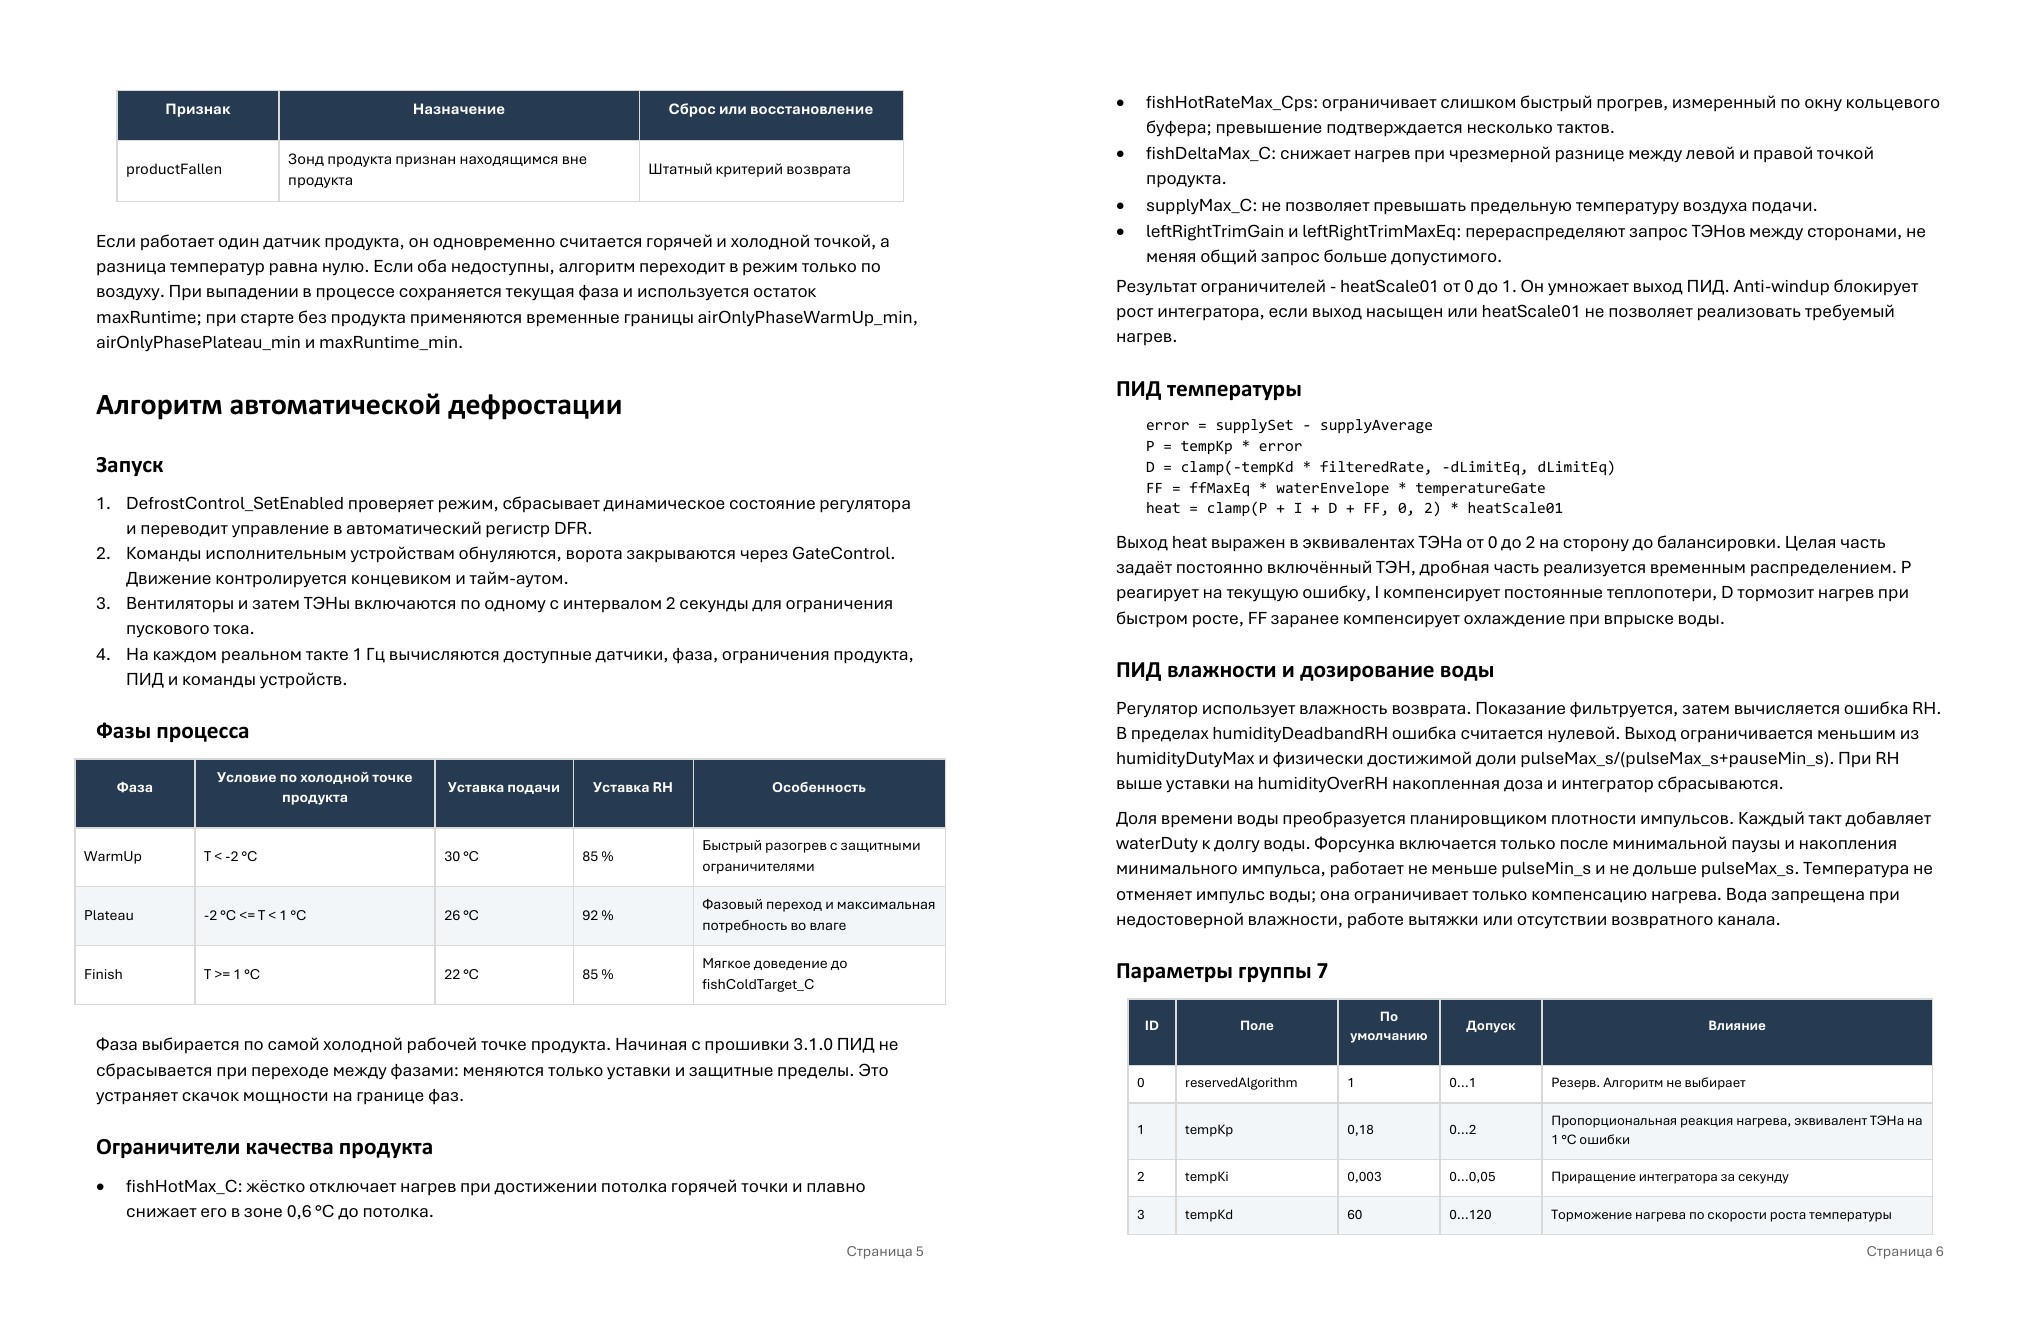 Признак Назначение Сброс или восстановление
productFallen Зонд продукта признан находящимся вне Штатный критерий возврата
продукта
Если работает один датчик продукта, он одновременно считается горячей и холодной точкой, а
разница температур равна нулю. Если оба недоступны, алгоритм переходит в режим только по
воздуху. При выпадении в процессе сохраняется текущая фаза и используется остаток
maxRuntime; при старте без продукта применяются временные границы airOnlyPhaseWarmUp_min,
airOnlyPhasePlateau_min и maxRuntime_min.
Алгоритм автоматической дефростации
Запуск
1. DefrostControl_SetEnabled проверяет режим, сбрасывает динамическое состояние регулятора
и переводит управление в автоматический регистр DFR.
2. Команды исполнительным устройствам обнуляются, ворота закрываются через GateControl.
Движение контролируется концевиком и тайм-аутом.
3. Вентиляторы и затем ТЭНы включаются по одному с интервалом 2 секунды для ограничения
пускового тока.
4. На каждом реальном такте 1 Гц вычисляются доступные датчики, фаза, ограничения продукта,
ПИД и команды устройств.
Фазы процесса
Фаза Условие по холодной точке продукта Уставка подачи Уставка RH Особенность
WarmUp T < -2 °C 30 °C 85 % Быстрый разогрев с защитными
ограничителями
Plateau -2 °C <= T < 1 °C 26 °C 92 % Фазовый переход и максимальная
потребность во влаге
Finish T >= 1 °C 22 °C 85 % Мягкое доведение до
fishColdTarget_C
Фаза выбирается по самой холодной рабочей точке продукта. Начиная с прошивки 3.1.0 ПИД не
сбрасывается при переходе между фазами: меняются только уставки и защитные пределы. Это
устраняет скачок мощности на границе фаз.
Ограничители качества продукта
• fishHotMax_C: жёстко отключает нагрев при достижении потолка горячей точки и плавно
снижает его в зоне 0,6 °C до потолка.
Страница 5
• fishHotRateMax_Cps: ограничивает слишком быстрый прогрев, измеренный по окну кольцевого
буфера; превышение подтверждается несколько тактов.
• fishDeltaMax_C: снижает нагрев при чрезмерной разнице между левой и правой точкой
продукта.
• supplyMax_C: не позволяет превышать предельную температуру воздуха подачи.
• leftRightTrimGain и leftRightTrimMaxEq: перераспределяют запрос ТЭНов между сторонами, не
меняя общий запрос больше допустимого.
Результат ограничителей - heatScale01 от 0 до 1. Он умножает выход ПИД. Anti-windup блокирует
рост интегратора, если выход насыщен или heatScale01 не позволяет реализовать требуемый
нагрев.
ПИД температуры
error = supplySet - supplyAverage
P = tempKp * error
D = clamp(-tempKd * filteredRate, -dLimitEq, dLimitEq)
FF = ffMaxEq * waterEnvelope * temperatureGate
heat = clamp(P + I + D + FF, 0, 2) * heatScale01
Выход heat выражен в эквивалентах ТЭНа от 0 до 2 на сторону до балансировки. Целая часть
задаёт постоянно включённый ТЭН, дробная часть реализуется временным распределением. P
реагирует на текущую ошибку, I компенсирует постоянные теплопотери, D тормозит нагрев при
быстром росте, FF заранее компенсирует охлаждение при впрыске воды.
ПИД влажности и дозирование воды
Регулятор использует влажность возврата. Показание фильтруется, затем вычисляется ошибка RH.
В пределах humidityDeadbandRH ошибка считается нулевой. Выход ограничивается меньшим из
humidityDutyMax и физически достижимой доли pulseMax_s/(pulseMax_s+pauseMin_s). При RH
выше уставки на humidityOverRH накопленная доза и интегратор сбрасываются.
Доля времени воды преобразуется планировщиком плотности импульсов. Каждый такт добавляет
waterDuty к долгу воды. Форсунка включается только после минимальной паузы и накопления
минимального импульса, работает не меньше pulseMin_s и не дольше pulseMax_s. Температура не
отменяет импульс воды; она ограничивает только компенсацию нагрева. Вода запрещена при
недостоверной влажности, работе вытяжки или отсутствии возвратного канала.
Параметры группы 7
ID Поле По умолчанию Допуск Влияние
0 reservedAlgorithm 1 0...1 Резерв. Алгоритм не выбирает
1 tempKp 0,18 0...2 Пропорциональная реакция нагрева, эквивалент ТЭНа на
1 °C ошибки
2 tempKi 0,003 0...0,05 Приращение интегратора за секунду
3 tempKd 60 0...120 Торможение нагрева по скорости роста температуры
Страница 6